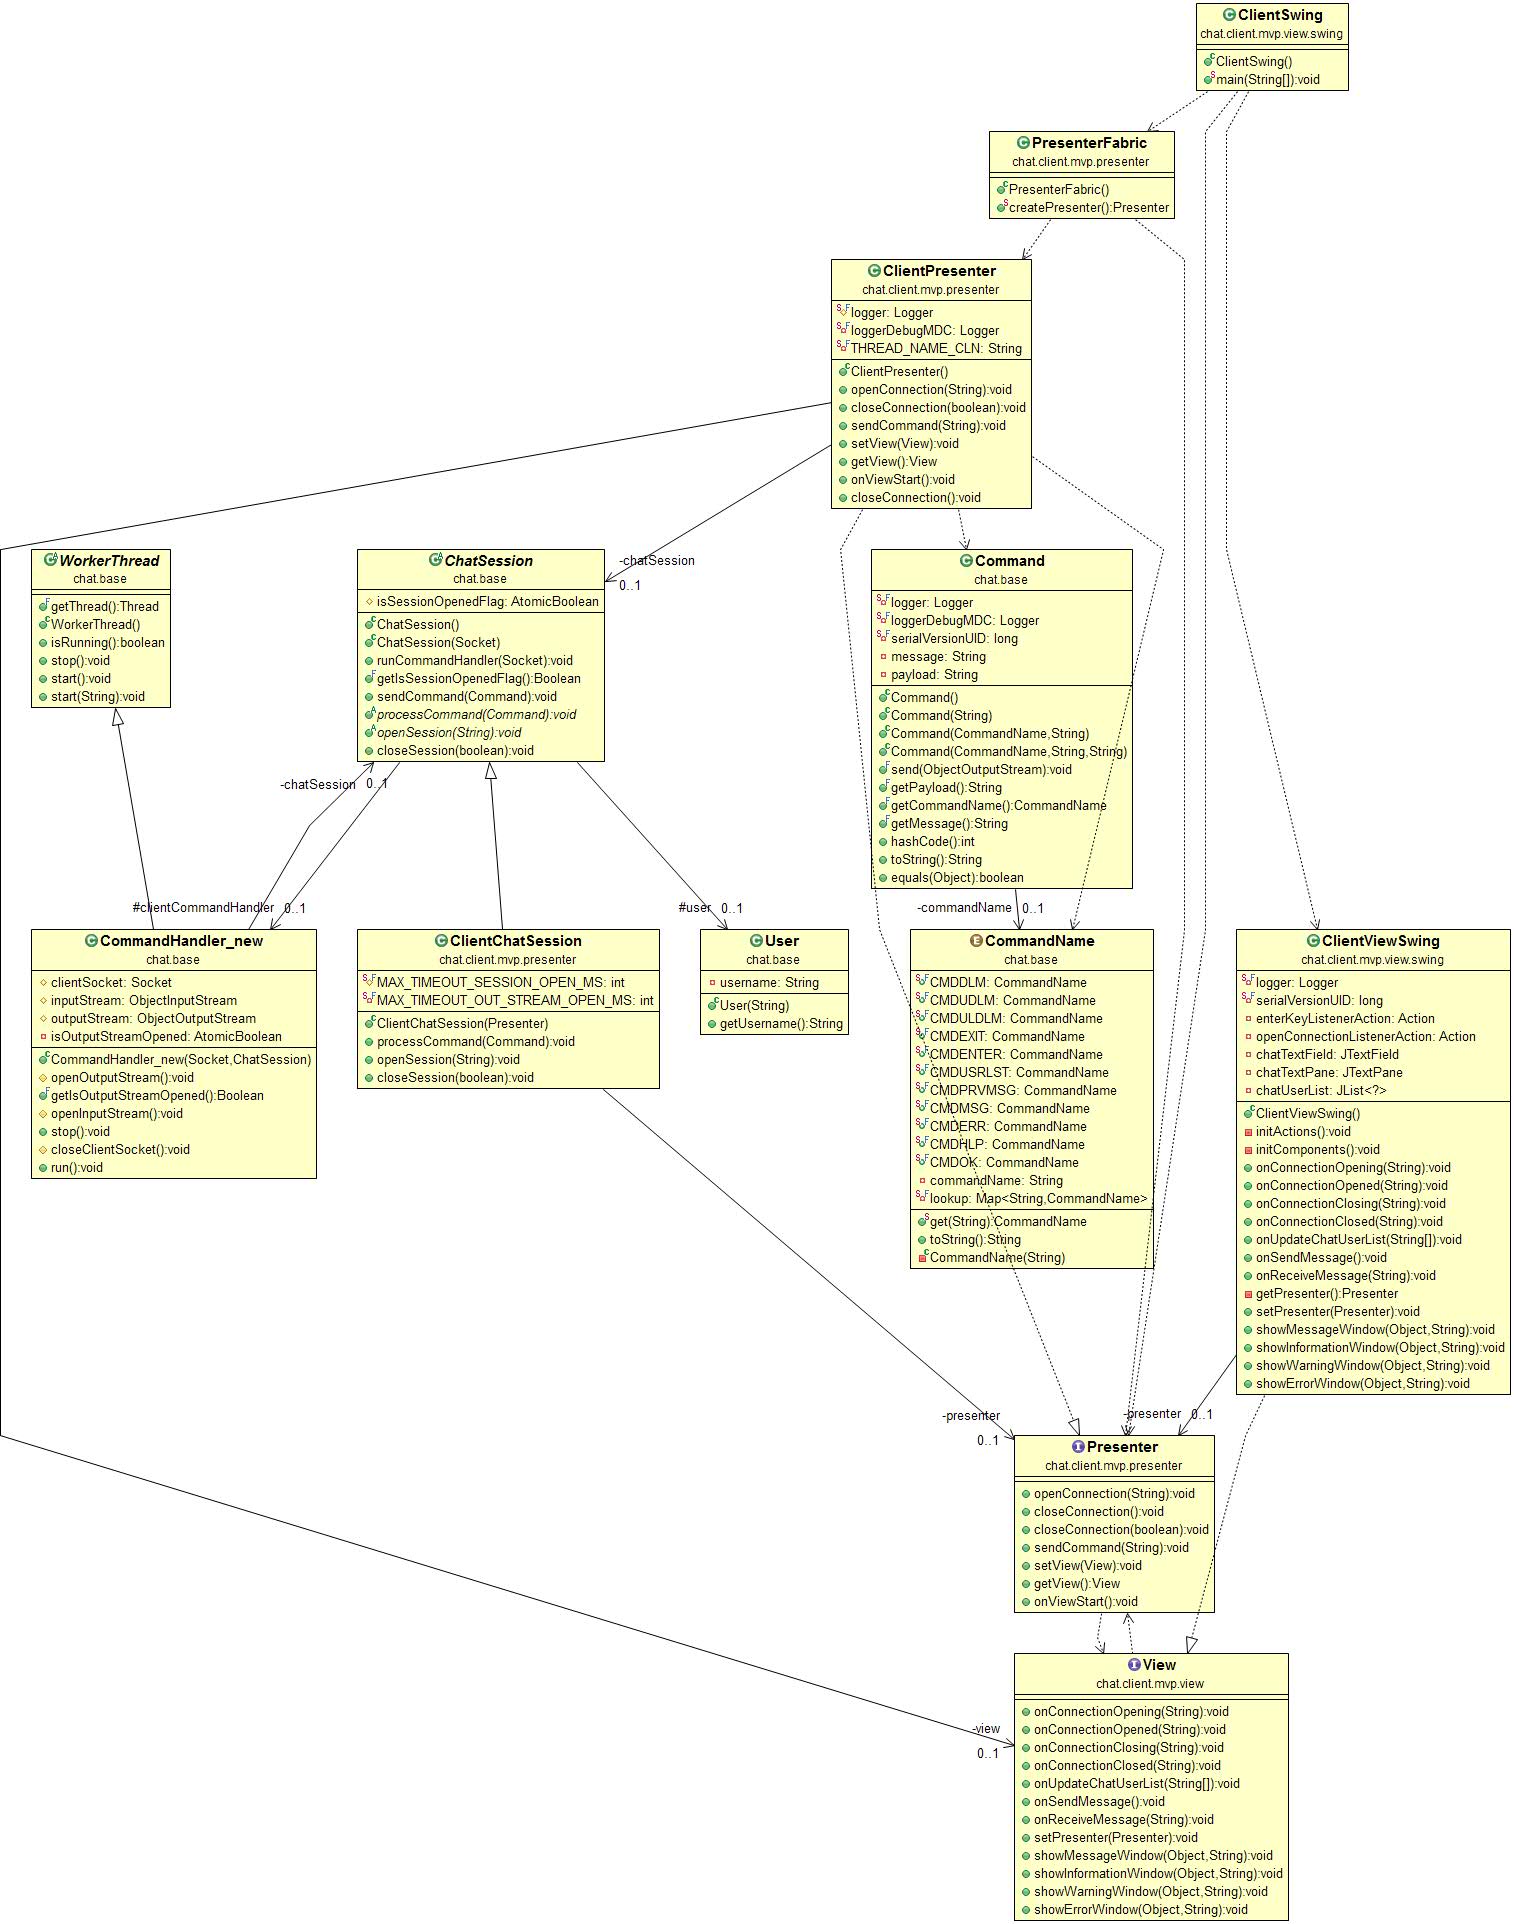 ClientSwing
chat.client.mvp.view.swing
ClientSwing()
main(String[]):void
PresenterFabric
chat.client.mvp.presenter
PresenterFabric()
createPresenter():Presenter
ClientPresenter
chat.client.mvp.presenter
logger: Logger
loggerDebugMDC: Logger
THREAD_NAME_CLN: String
ClientPresenter()
openConnection(String):void
closeConnection(boolean):void
sendCommand(String):void
setView(View):void
getView():View
onViewStart():void
closeConnection():void
WorkerThread
chat.base
getThread():Thread
WorkerThread()
isRunning():boolean
stop():void
start():void
start(String):void
ChatSession
chat.base
isSessionOpenedFlag: AtomicBoolean
ChatSession()
ChatSession(Socket)
runCommandHandler(Socket):void
getIsSessionOpenedFlag():Boolean
sendCommand(Command):void
processCommand(Command):void
openSession(String):void
closeSession(boolean):void
-chatSession
0..1
Command
chat.base
logger: Logger
loggerDebugMDC: Logger
serialVersionUID: long
message: String
payload: String
Command()
Command(String)
Command(CommandName,String)
Command(CommandName,String,String)
send(ObjectOutputStream):void
getPayload():String
getCommandName():CommandName
getMessage():String
hashCode():int
toString():String
equals(Object):boolean
-chatSession
0..1
#clientCommandHandler
0..1
#user
0..1
-commandName
0..1
CommandHandler_new
chat.base
clientSocket: Socket
inputStream: ObjectInputStream
outputStream: ObjectOutputStream
isOutputStreamOpened: AtomicBoolean
CommandHandler_new(Socket,ChatSession)
openOutputStream():void
getIsOutputStreamOpened():Boolean
openInputStream():void
stop():void
closeClientSocket():void
run():void
ClientChatSession
chat.client.mvp.presenter
MAX_TIMEOUT_SESSION_OPEN_MS: int
MAX_TIMEOUT_OUT_STREAM_OPEN_MS: int
ClientChatSession(Presenter)
processCommand(Command):void
openSession(String):void
closeSession(boolean):void
User
chat.base
username: String
User(String)
getUsername():String
CommandName
chat.base
CMDDLM: CommandName
CMDUDLM: CommandName
CMDULDLM: CommandName
CMDEXIT: CommandName
CMDENTER: CommandName
CMDUSRLST: CommandName
CMDPRVMSG: CommandName
CMDMSG: CommandName
CMDERR: CommandName
CMDHLP: CommandName
CMDOK: CommandName
commandName: String
lookup: Map<String,CommandName>
get(String):CommandName
toString():String
CommandName(String)
ClientViewSwing
chat.client.mvp.view.swing
logger: Logger
serialVersionUID: long
enterKeyListenerAction: Action
openConnectionListenerAction: Action
chatTextField: JTextField
chatTextPane: JTextPane
chatUserList: JList<?>
ClientViewSwing()
initActions():void
initComponents():void
onConnectionOpening(String):void
onConnectionOpened(String):void
onConnectionClosing(String):void
onConnectionClosed(String):void
onUpdateChatUserList(String[]):void
onSendMessage():void
onReceiveMessage(String):void
getPresenter():Presenter
setPresenter(Presenter):void
showMessageWindow(Object,String):void
showInformationWindow(Object,String):void
showWarningWindow(Object,String):void
showErrorWindow(Object,String):void
-presenter
0..1
-presenter
0..1
Presenter
chat.client.mvp.presenter
openConnection(String):void
closeConnection():void
closeConnection(boolean):void
sendCommand(String):void
setView(View):void
getView():View
onViewStart():void
-view
0..1
View
chat.client.mvp.view
onConnectionOpening(String):void
onConnectionOpened(String):void
onConnectionClosing(String):void
onConnectionClosed(String):void
onUpdateChatUserList(String[]):void
onSendMessage():void
onReceiveMessage(String):void
setPresenter(Presenter):void
showMessageWindow(Object,String):void
showInformationWindow(Object,String):void
showWarningWindow(Object,String):void
showErrorWindow(Object,String):void